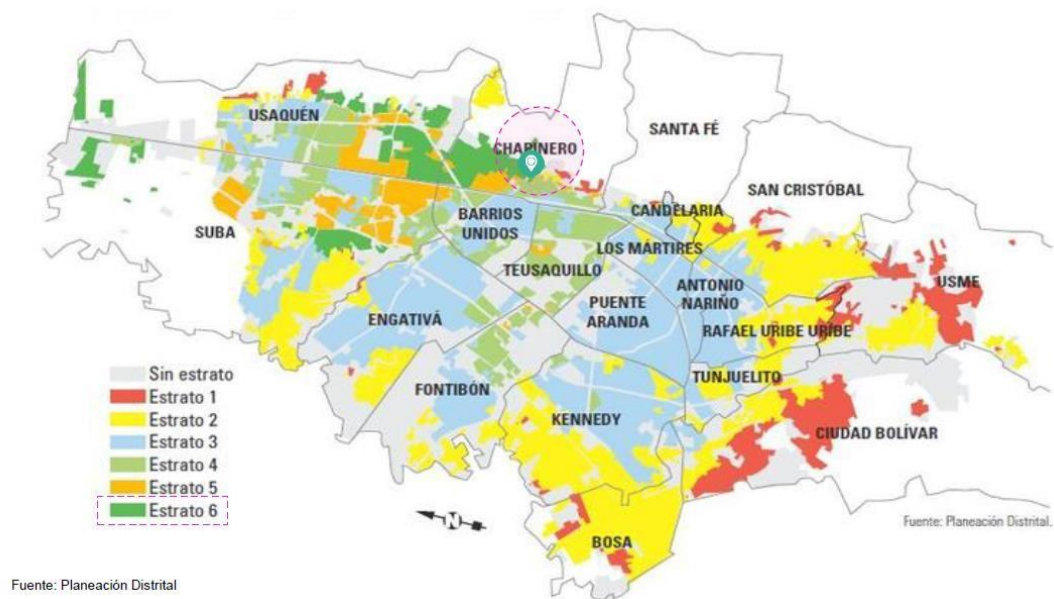 USAQUÉN
CHAPINERO
SANTA FÉ
SAN CRISTÓBAL
SUBA
BARRIOS
UNIDOS
CANDELARIA
LOS MÁRTIRES
TEUSAQUILLO
ANTONIO
NARIÑO
USME
ENGATIVÁ
PUENTE
ARANDA
RAFAEL URIBE URIBE
FONTIBÓN
TUNJUELITO
KENNEDY
CIUDAD BOLÍVAR
BOSA
Sin estrato
Estrato 1
Estrato 2
Estrato 3
Estrato 4
Estrato 5
Estrato 6
N
Fuente: Planeación Distrital.
Fuente: Planeación Distrital